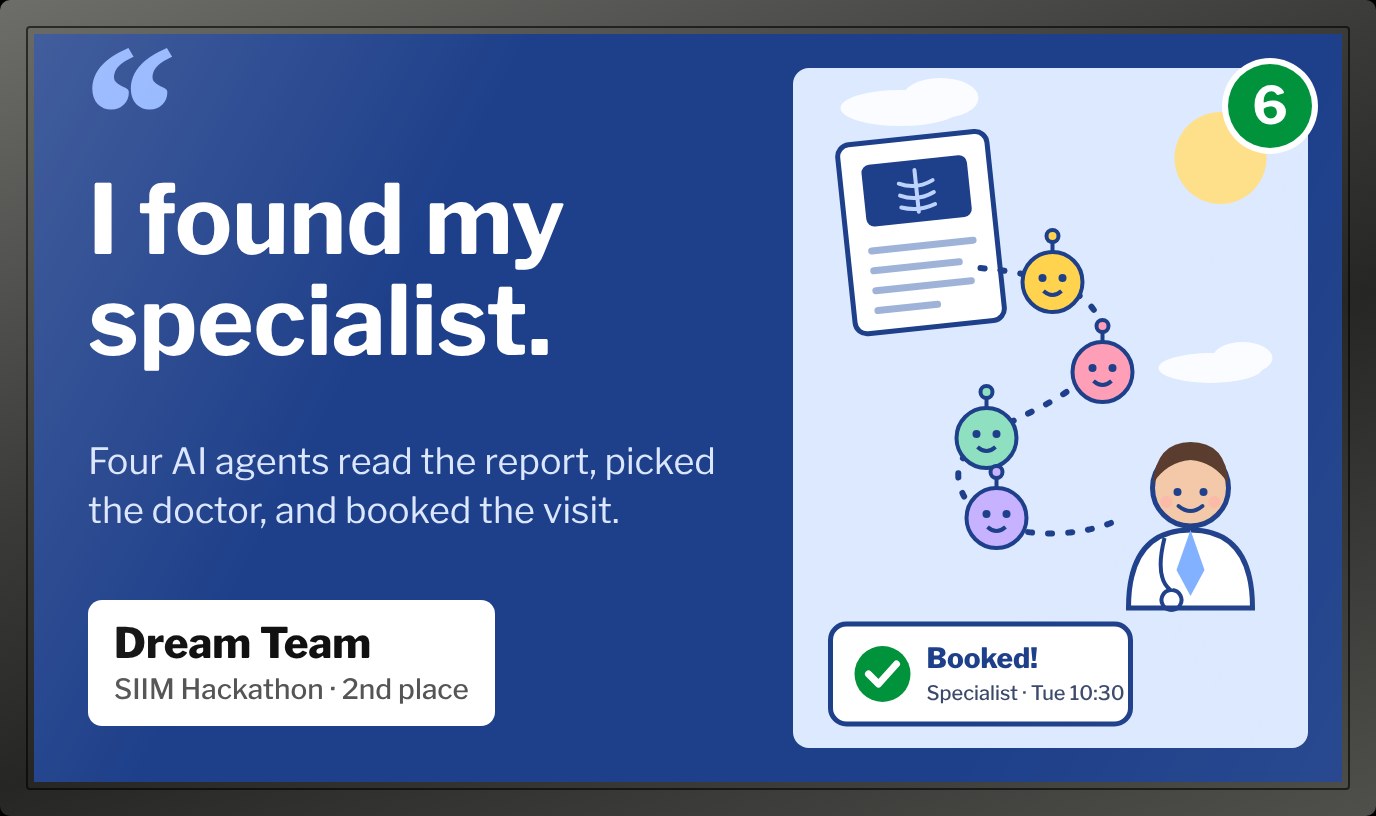 “
I found my
specialist.
Four AI agents read the report, picked
the doctor, and booked the visit.
Dream Team
SIIM Hackathon · 2nd place
6
Booked!
Specialist · Tue 10:30